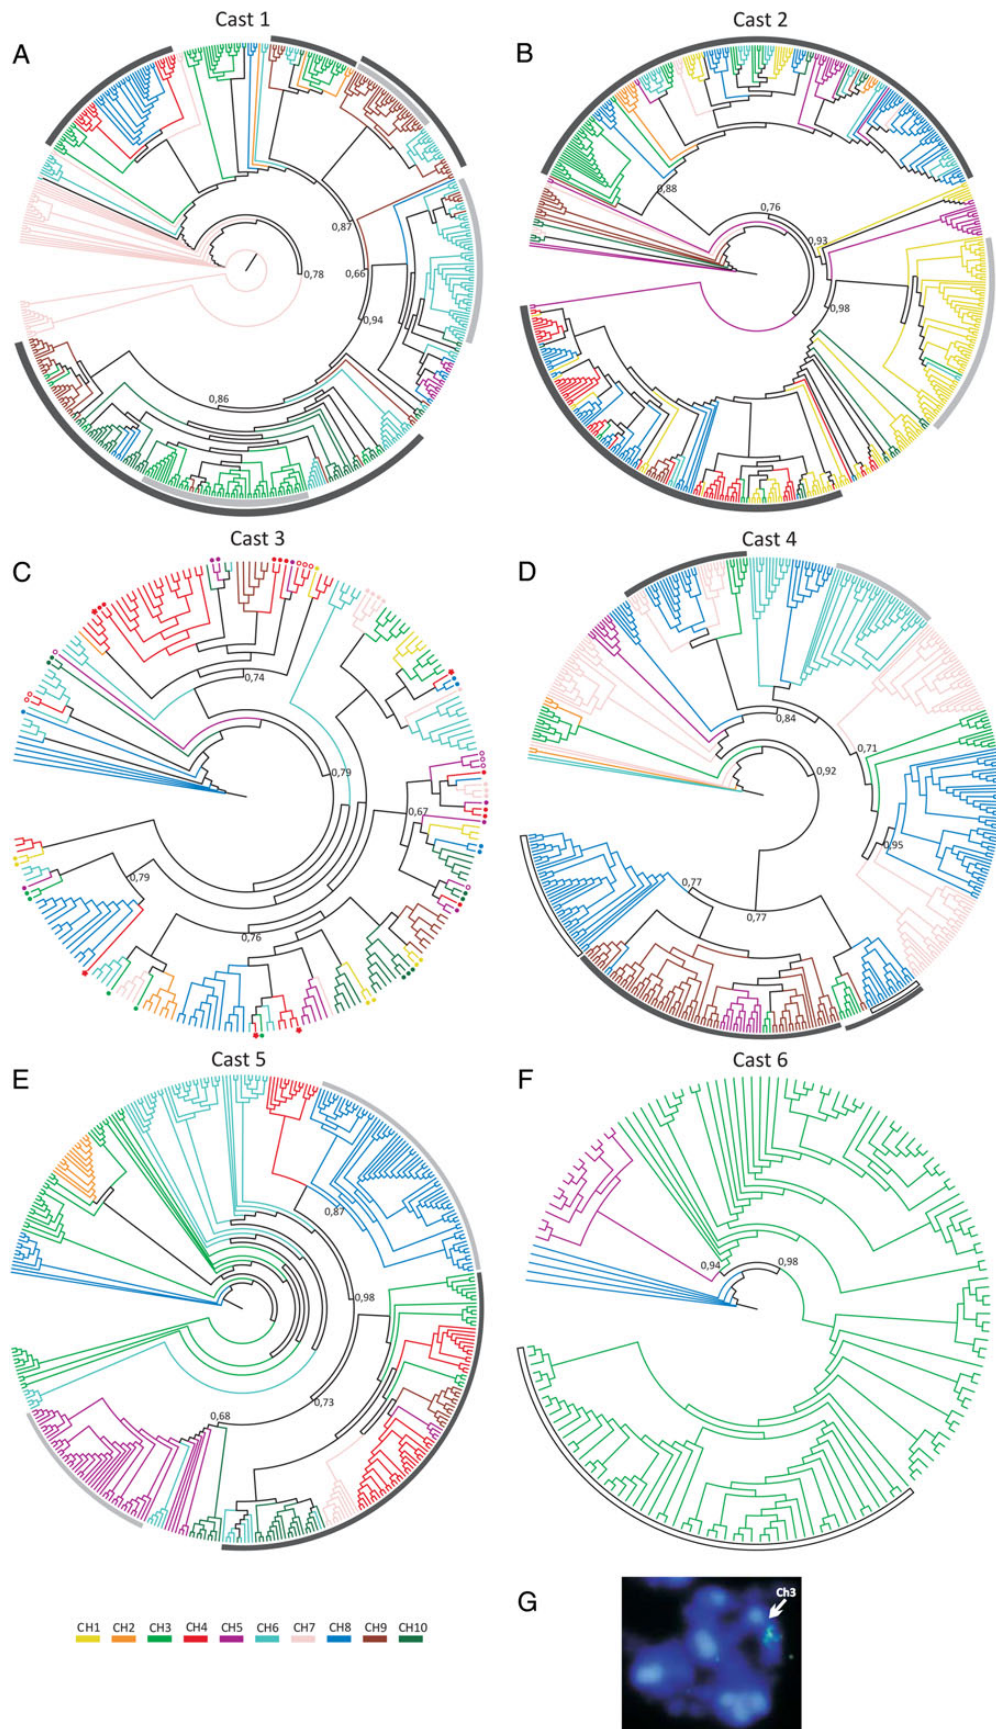 Cast 1
Cast 2
A
B
0,87
0,66
0,78
0,94
0,86
0,88
0,76
0,93
0,98
Cast 3
Cast 4
C
D
0,74
0,79
0,67
0,79
0,76
0,84
0,71
0,92
0,95
0,77
0,77
Cast 5
Cast 6
E
F
0,87
0,98
0,73
0,68
0,94
0,98
G
Ch3
CH1 CH2 CH3 CH4 CH5 CH6 CH7 CH8 CH9 CH10